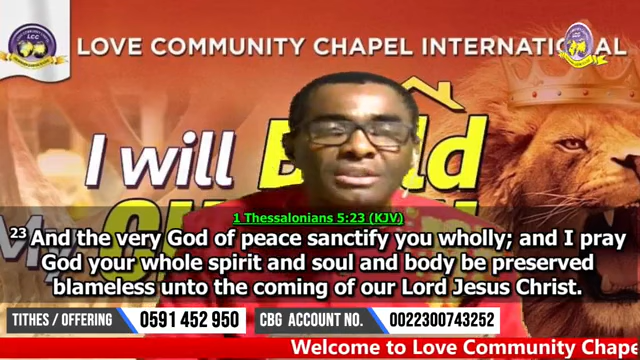 LCC
LOVE COMMUNITY CHAPEL INTERNATIONAL
I will Build
1 Thessalonians 5:23 (KJV)
23 And the very God of peace sanctify you wholly; and I pray
God your whole spirit and soul and body be preserved
blameless unto the coming of our Lord Jesus Christ.
TITHES / OFFERING 0591 452 950 CBG ACCOUNT NO. 0022300743252
Welcome to Love Community Chape